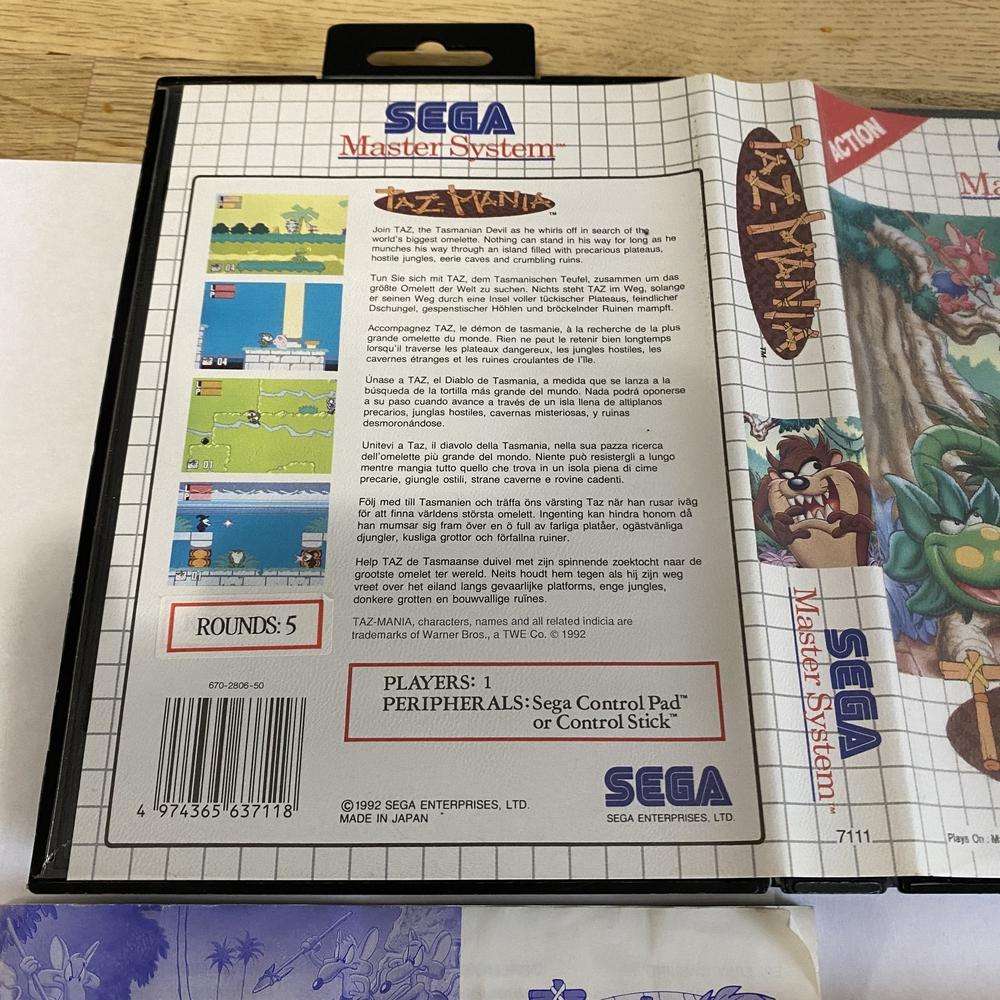 SEGA
Master System™
TAZ-MANIA™
Join TAZ, the Tasmanian Devil as he whirls off in search of the
world's biggest omelette. Nothing can stand in his way for long as he
munches his way through an island filled with precarious plateaus,
hostile jungles, eerie caves and crumbling ruins.
Tun Sie sich mit TAZ, dem Tasmanischen Teufel, zusammen um das
größte Omelett der Welt zu suchen. Nichts steht TAZ im Weg, solange
er seinen Weg durch eine Insel voller tückischer Plateaus, feindlicher
Dschungel, gespenstischer Höhlen und bröckelnder Ruinen mampft.
Accompagnez TAZ, le démon de tasmanie, à la recherche de la plus
grande omelette du monde. Rien ne peut le retenir bien longtemps
lorsqu'il traverse les plateaux dangereux, les jungles hostiles, les
cavernes étranges et les ruines croulantes de l'île.
Únase a TAZ, el Diablo de Tasmania, a medida que se lanza a la
búsqueda de la tortilla más grande del mundo. Nada podrá oponerse
a su paso cuando avance a través de un isla llena de altiplanos
precarios, junglas hostiles, cavernas misteriosas, y ruinas
desmoronándose.
Unitevi a Taz, il diavolo della Tasmania, nella sua pazza ricerca
dell'omelette più grande del mondo. Niente può resistergli a lungo
mentre mangia tutto quello che trova in un isola piena di cime
precarie, giungle ostili, strane caverne e rovine cadenti.
Följ med till Tasmanien och träffa öns värsting Taz når han rusar iväg
för att finna världens största omelett. Ingenting kan hindra honom då
han mumsar sig fram över en ö full av farliga platåer, ogästvänliga
djungler, kusliga grottor och förfallna ruiner.
Help TAZ de Tasmaanse duivel met zijn spinnende zoektocht naar de
grootste omelet ter wereld. Neits houdt hem tegen als hij zijn weg
vreet over het eiland langs gevaarlijke platforms, enge jungles,
donkere grotten en bouwvallige ruïnes.
TAZ-MANIA, characters, names and all related indicia are
trademarks of Warner Bros., a TWE Co. © 1992
04
04
01
01
ROUNDS: 5
670-2806-50
4 974365 637118
PLAYERS: 1
PERIPHERALS: Sega Control Pad™
or Control Stick™
©1992 SEGA ENTERPRISES, LTD.
MADE IN JAPAN
SEGA
SEGA ENTERPRISES, LTD.
TAZ-MANIA™
SEGA
Master System™
7111
ACTION
Ma
Plays On